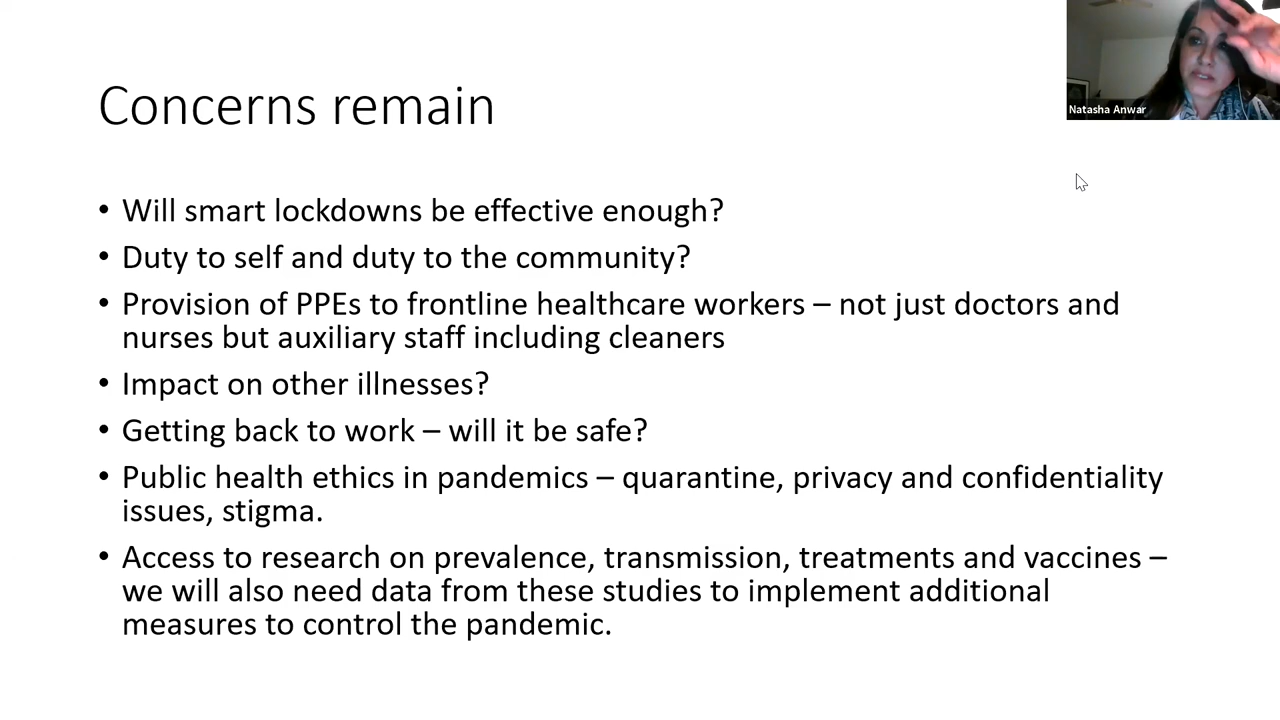 Concerns remain
Natasha Anwar
• Will smart lockdowns be effective enough?
• Duty to self and duty to the community?
• Provision of PPEs to frontline healthcare workers – not just doctors and
nurses but auxiliary staff including cleaners
• Impact on other illnesses?
• Getting back to work – will it be safe?
• Public health ethics in pandemics – quarantine, privacy and confidentiality
issues, stigma.
• Access to research on prevalence, transmission, treatments and vaccines –
we will also need data from these studies to implement additional
measures to control the pandemic.